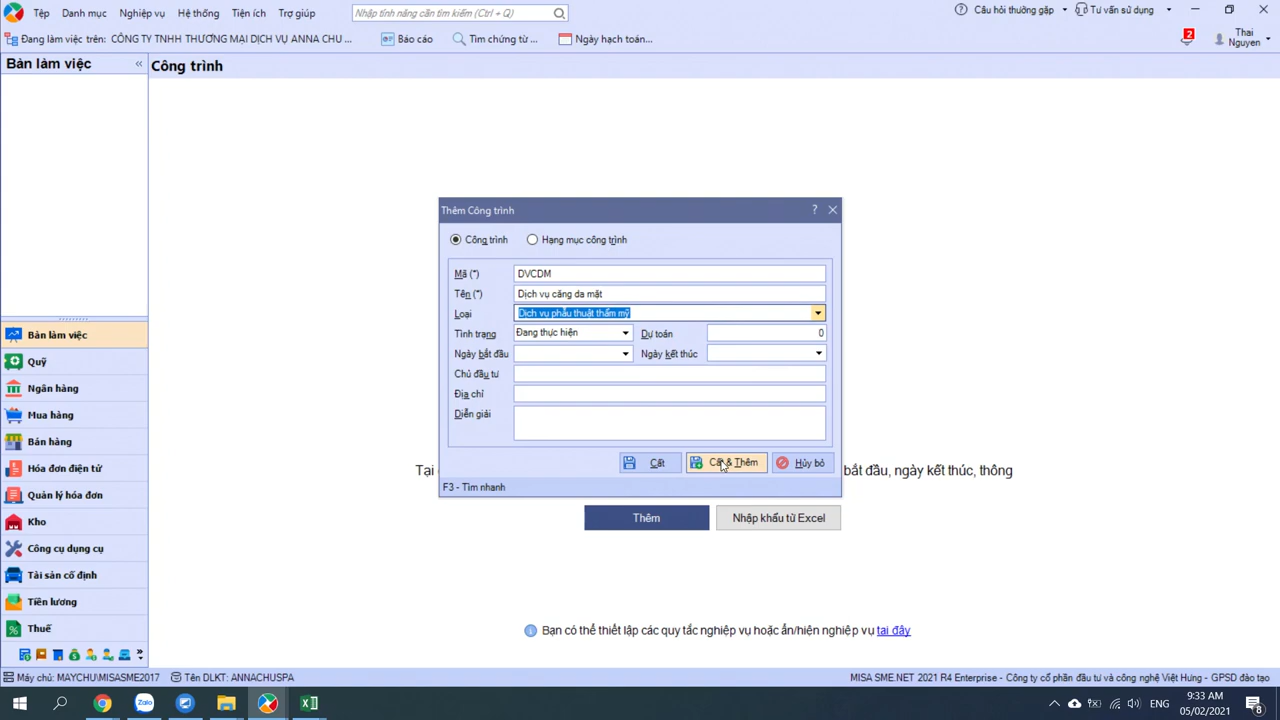 Tệp Danh mục Nghiệp vụ Hệ thống Tiện ích Trợ giúp Nhập tính năng cần tìm kiếm (Ctrl + Q) Câu hỏi thường gặp Tư vấn sử dụng
Đang làm việc trên: CÔNG TY TNHH THƯƠNG MẠI DỊCH VỤ ANNA CHU ... Báo cáo Tìm chứng từ ... Ngày hạch toán... 2 Thai Nguyen
Bàn làm việc «
Công trình
Thêm Công trình ?
Công trình Hạng mục công trình
Mã (*) DVCDM
Tên (*) Dịch vụ căng da mặt
Loại Dịch vụ phẫu thuật thẩm mỹ
Tình trạng Đang thực hiện Dự toán 0
Ngày bắt đầu Ngày kết thúc
Chủ đầu tư
Địa chỉ
Diễn giải
Cất Cất & Thêm Hủy bỏ
F3 - Tìm nhanh
Tại bắt đầu, ngày kết thúc, thông
Thêm Nhập khẩu từ Excel
Bạn có thể thiết lập các quy tắc nghiệp vụ hoặc ẩn/hiện nghiệp vụ tại đây
Bàn làm việc
Quỹ
Ngân hàng
Mua hàng
Bán hàng
Hóa đơn điện tử
Quản lý hóa đơn
Kho
Công cụ dụng cụ
Tài sản cố định
Tiền lương
Thuế
Máy chủ: MAYCHU\MISASME2017 Tên DLKT: ANNACHUSPA MISA SME.NET 2021 R4 Enterprise - Công ty cổ phần đầu tư và công nghệ Việt Hưng - GPSD đào tạo
Zalo ENG 9:33 AM
05/02/2021 8